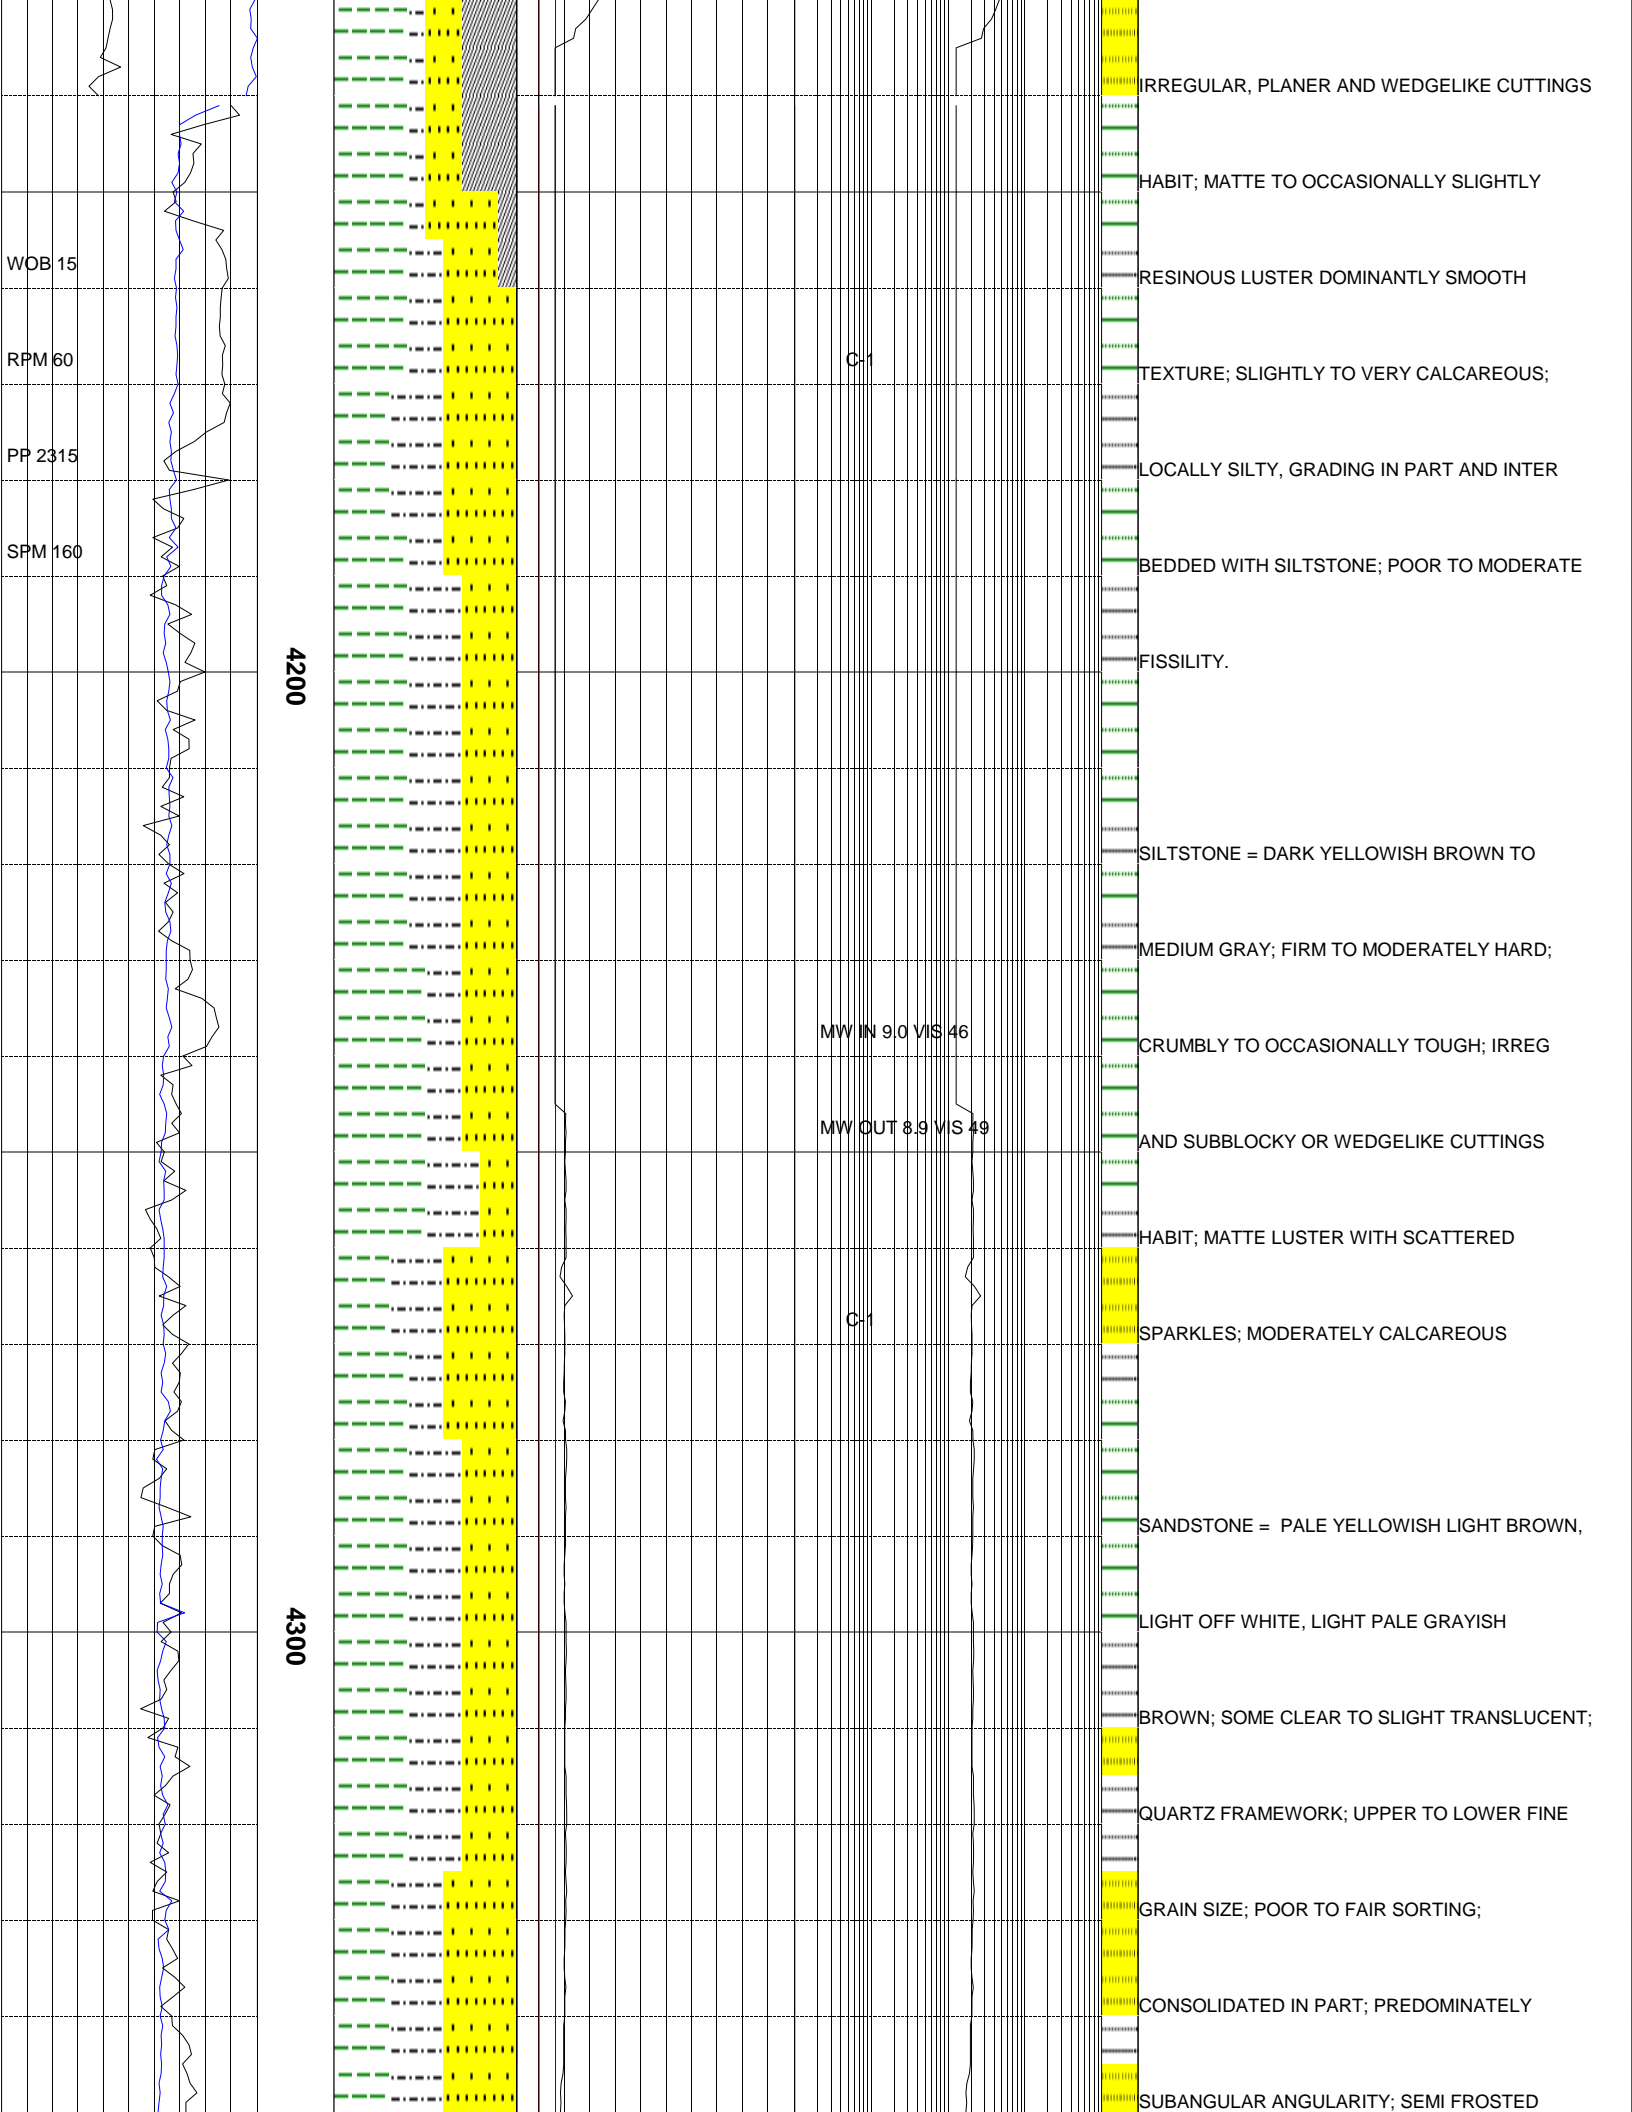 IRREGULAR, PLANER AND WEDGELIKE CUTTINGS
HABIT; MATTE TO OCCASIONALLY SLIGHTLY
WOB 15
RESINOUS LUSTER DOMINANTLY SMOOTH
RPM 60
C-1
TEXTURE; SLIGHTLY TO VERY CALCAREOUS;
PP 2315
LOCALLY SILTY, GRADING IN PART AND INTER
SPM 160
BEDDED WITH SILTSTONE; POOR TO MODERATE
4200
FISSILITY.
SILTSTONE = DARK YELLOWISH BROWN TO
MEDIUM GRAY; FIRM TO MODERATELY HARD;
MW IN 9.0 VIS 46
CRUMBLY TO OCCASIONALLY TOUGH; IRREG
MW OUT 8.9 VIS 49
AND SUBBLOCKY OR WEDGELIKE CUTTINGS
HABIT; MATTE LUSTER WITH SCATTERED
C-1
SPARKLES; MODERATELY CALCAREOUS
SANDSTONE =  PALE YELLOWISH LIGHT BROWN,
4300
LIGHT OFF WHITE, LIGHT PALE GRAYISH
BROWN; SOME CLEAR TO SLIGHT TRANSLUCENT;
QUARTZ FRAMEWORK; UPPER TO LOWER FINE
GRAIN SIZE; POOR TO FAIR SORTING;
CONSOLIDATED IN PART; PREDOMINATELY
SUBANGULAR ANGULARITY; SEMI FROSTED